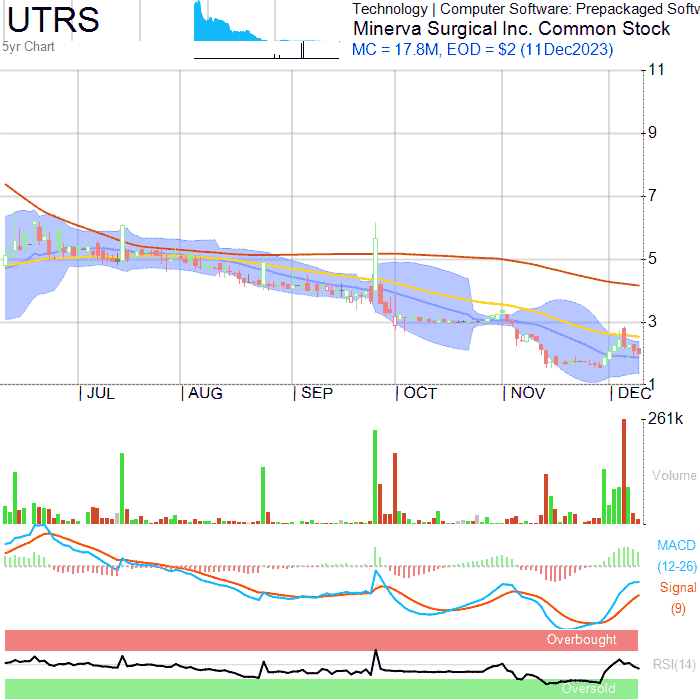 UTRS
5yr Chart
Technology | Computer Software: Prepackaged Softw
Minerva Surgical Inc. Common Stock
MC = 17.8M, EOD = $2 (11Dec2023)
11
9
7
5
3
1
JUL
AUG
SEP
OCT
NOV
DEC
261k
Volume
MACD
(12-26)
Signal
(9)
Overbought
RSI(14)
Oversold